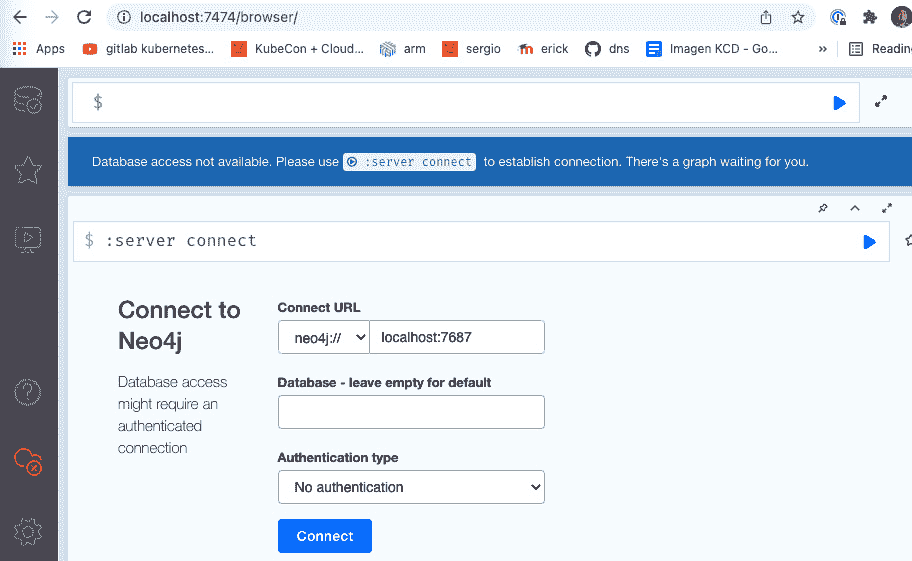 localhost:7474/browser/
Apps gitlab kubernetes... KubeCon + Cloud... arm sergio erick dns Imagen KCD - Go... » Readin
$
Database access not available. Please use :server connect to establish connection. There's a graph waiting for you.
$ :server connect
Connect to
Neo4j
Database access
might require an
authenticated
connection
Connect URL
neo4j:// localhost:7687
Database - leave empty for default
Authentication type
No authentication
Connect